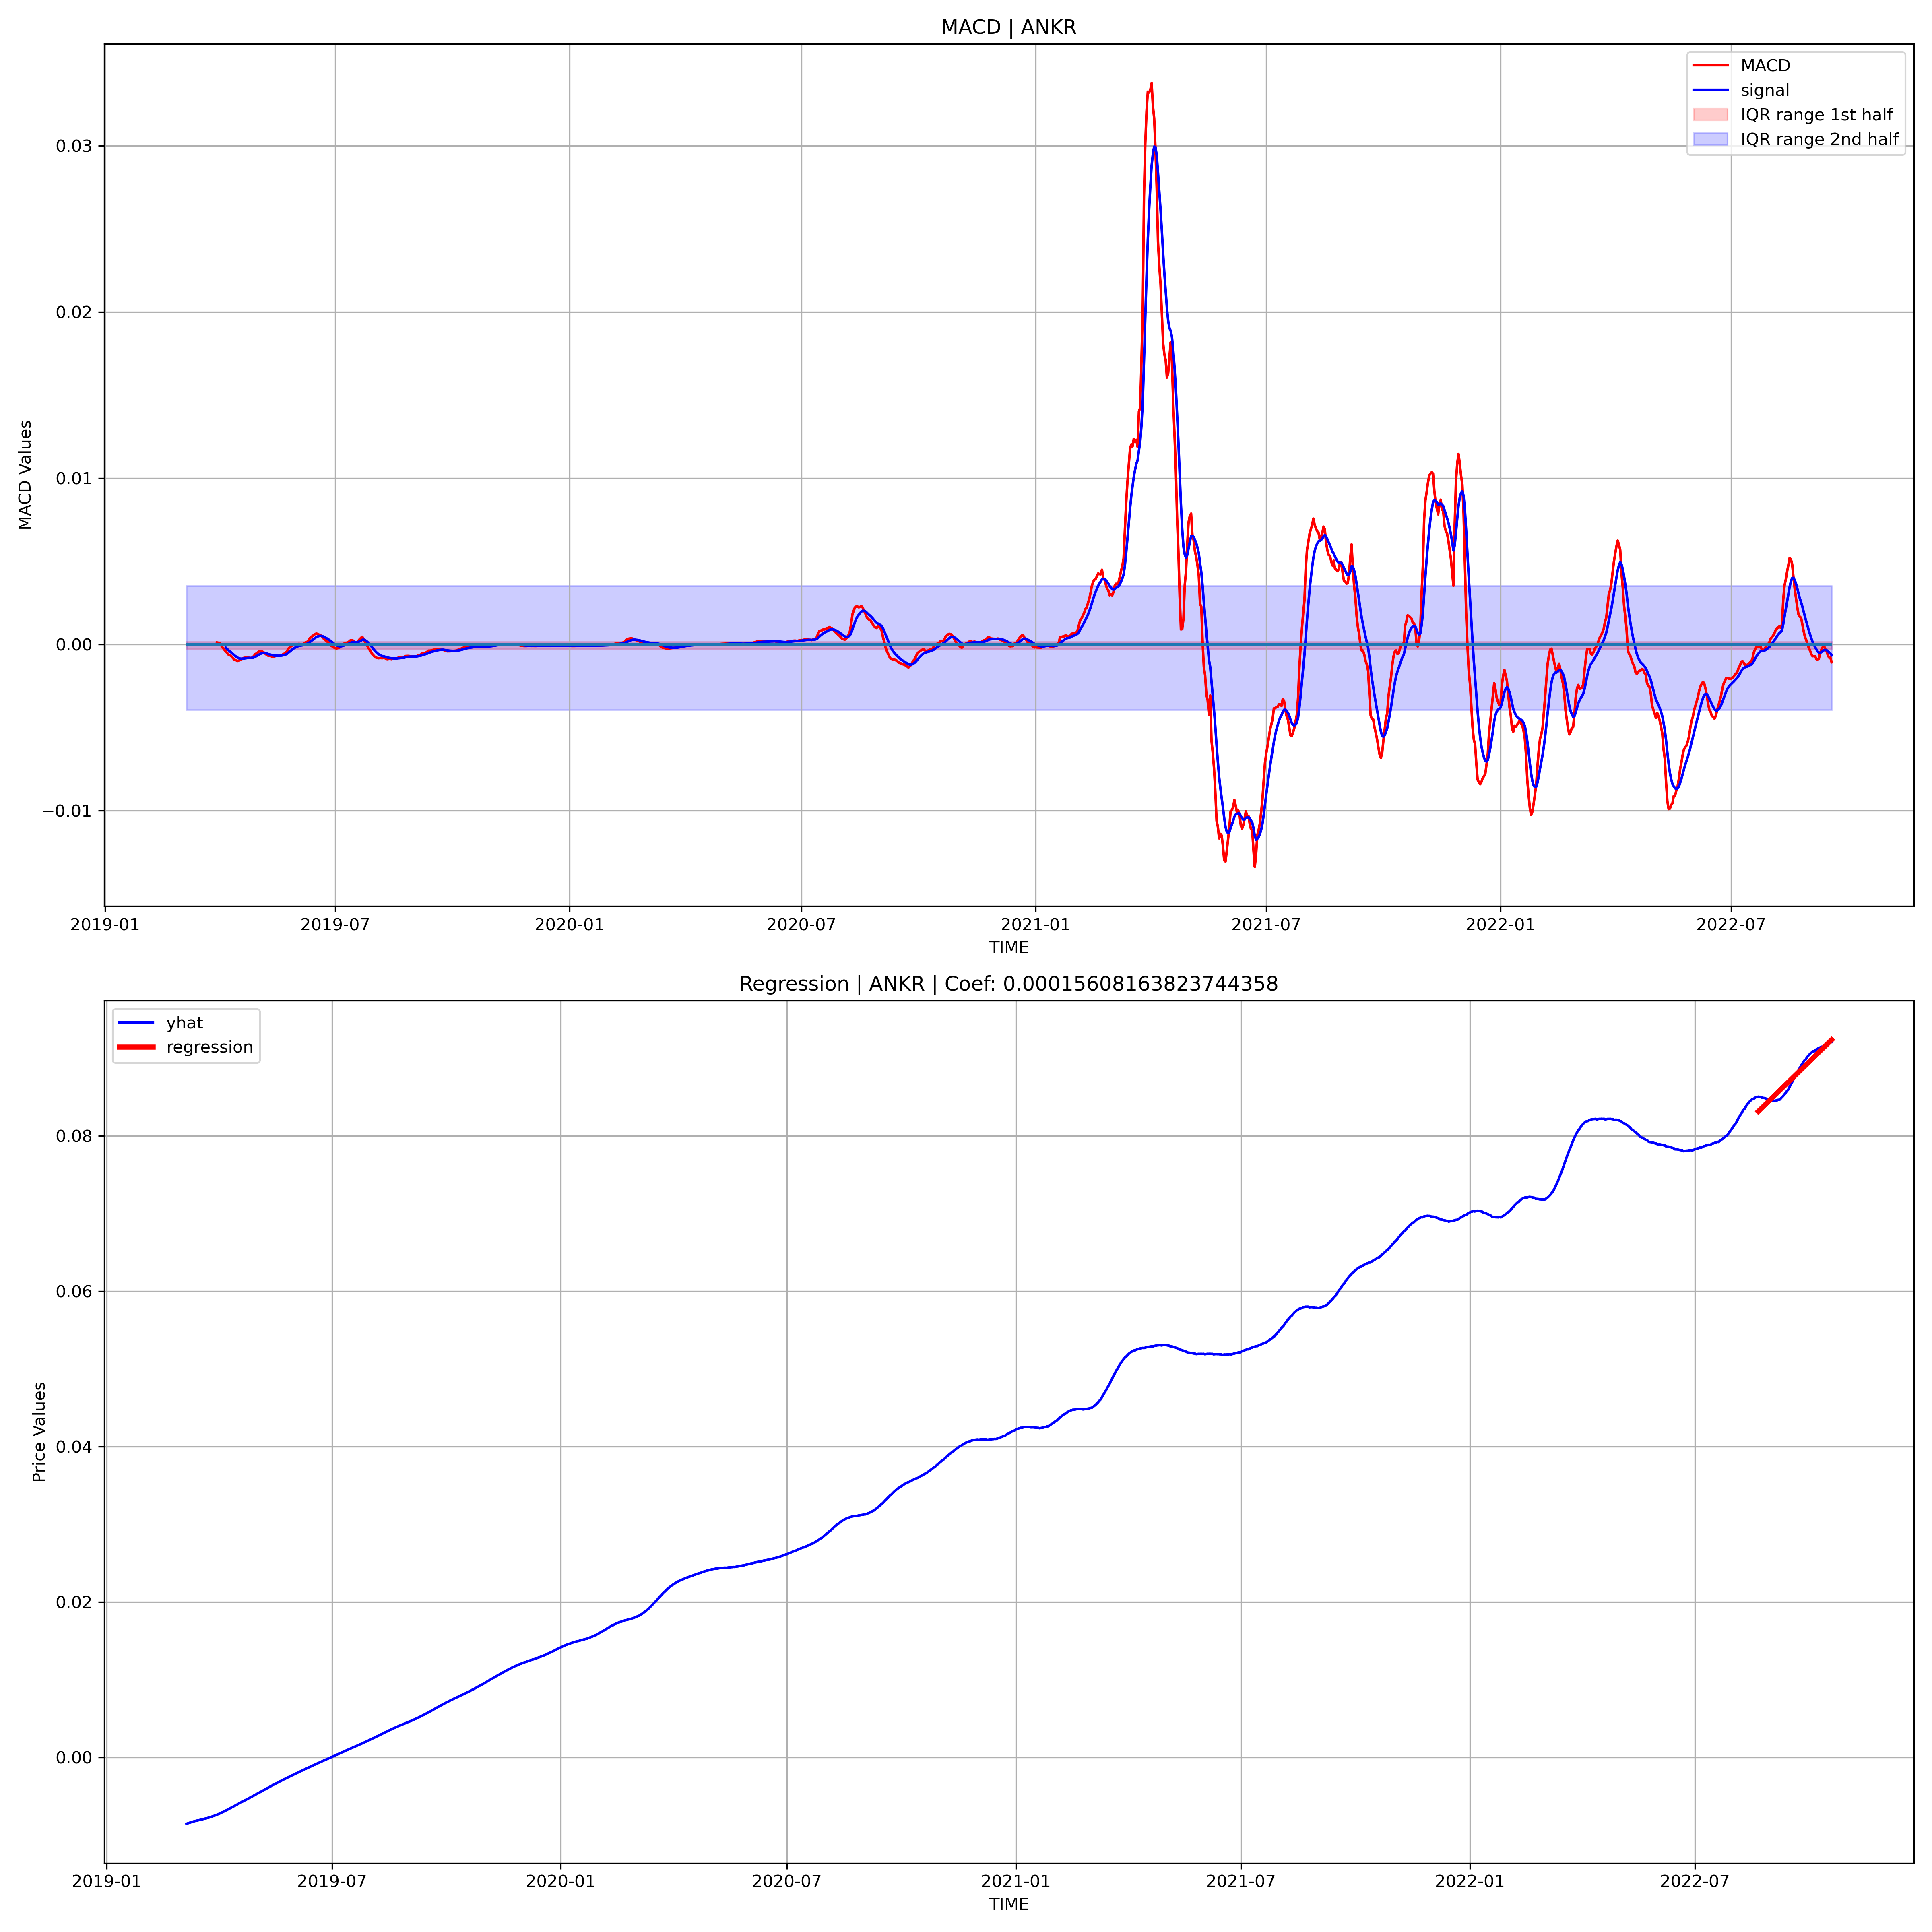 MACD | ANKR
MACD
signal
IQR range 1st half
IQR range 2nd half
MACD Values
0.03
0.02
0.01
0.00
−0.01
2019-01 2019-07 2020-01 2020-07 2021-01 2021-07 2022-01 2022-07
TIME
Regression | ANKR | Coef: 0.00015608163823744358
yhat
regression
Price Values
0.08
0.06
0.04
0.02
0.00
2019-01 2019-07 2020-01 2020-07 2021-01 2021-07 2022-01 2022-07
TIME